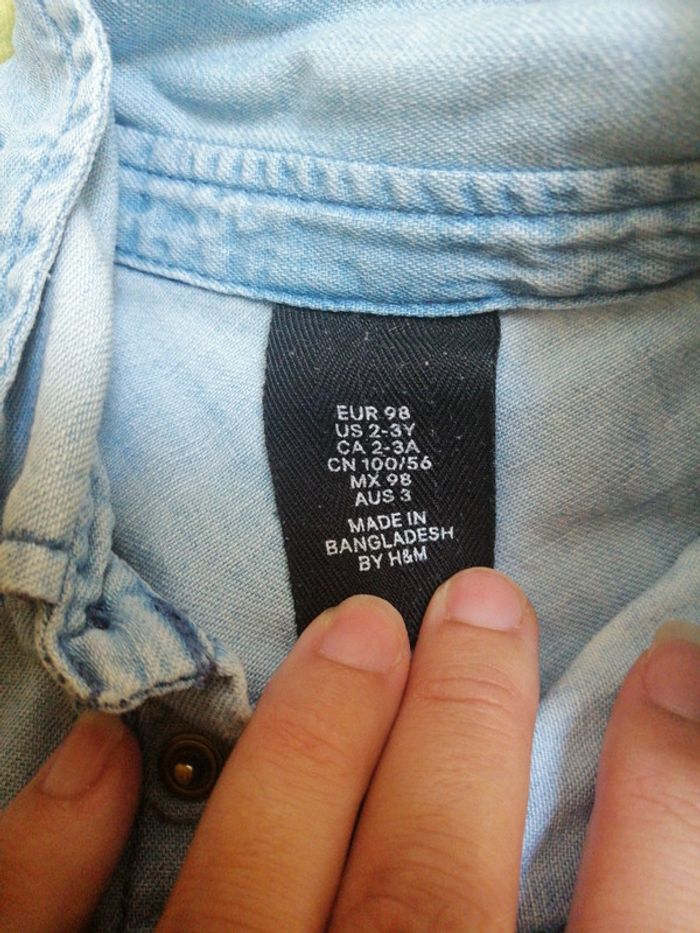 EUR 98
US 2-3Y
CA 2-3A
CN 100/56
MX 98
AUS 3
MADE IN
BANGLADESH
BY H&M